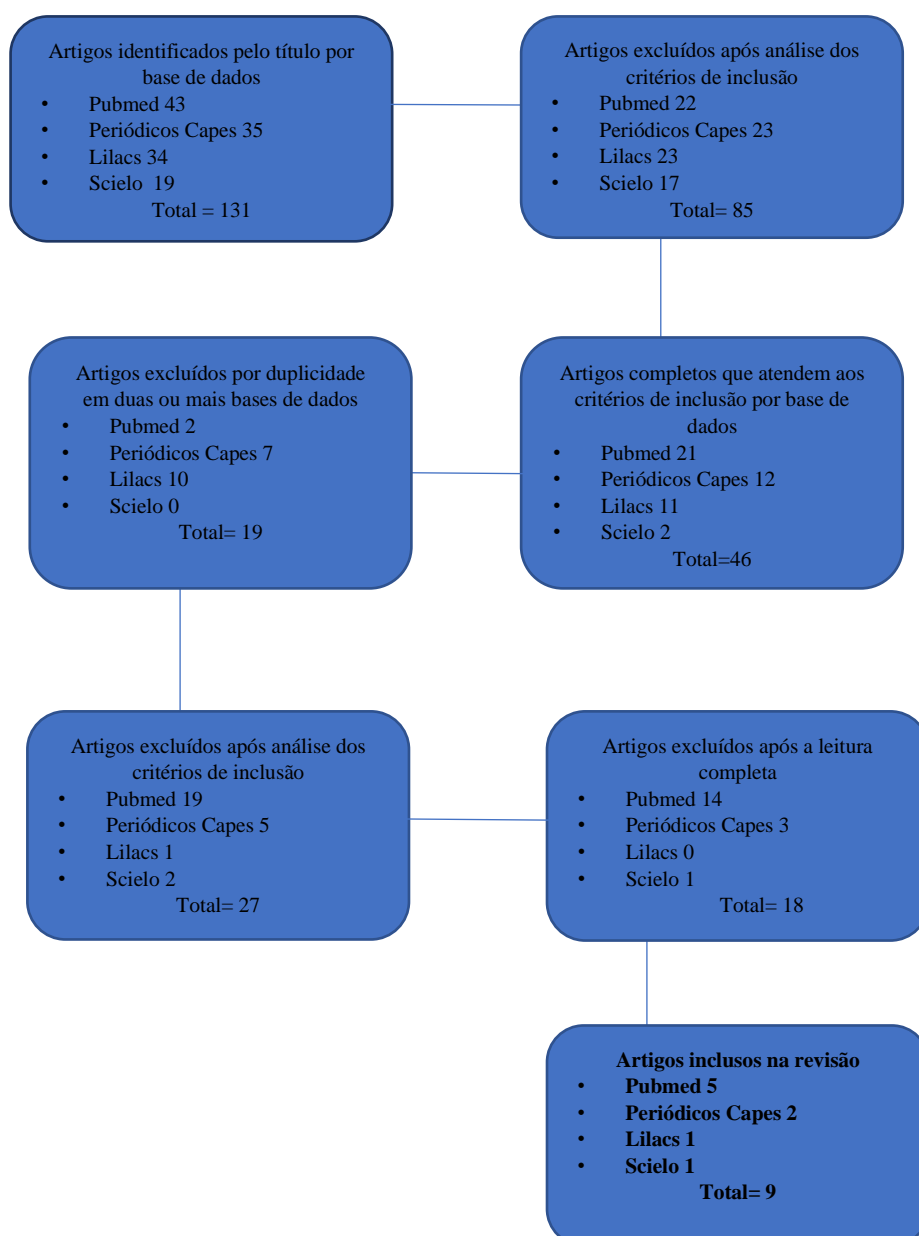 Artigos identificados pelo título por
base de dados
• Pubmed 43
• Periódicos Capes 35
• Lilacs 34
• Scielo 19
Total = 131
Artigos excluídos após análise dos
critérios de inclusão
• Pubmed 22
• Periódicos Capes 23
• Lilacs 23
• Scielo 17
Total= 85
Artigos completos que atendem aos
critérios de inclusão por base de
dados
• Pubmed 21
• Periódicos Capes 12
• Lilacs 11
• Scielo 2
Total=46
Artigos excluídos por duplicidade
em duas ou mais bases de dados
• Pubmed 2
• Periódicos Capes 7
• Lilacs 10
• Scielo 0
Total= 19
Artigos excluídos após análise dos
critérios de inclusão
• Pubmed 19
• Periódicos Capes 5
• Lilacs 1
• Scielo 2
Total= 27
Artigos excluídos após a leitura
completa
• Pubmed 14
• Periódicos Capes 3
• Lilacs 0
• Scielo 1
Total= 18
Artigos inclusos na revisão
• Pubmed 5
• Periódicos Capes 2
• Lilacs 1
• Scielo 1
Total= 9